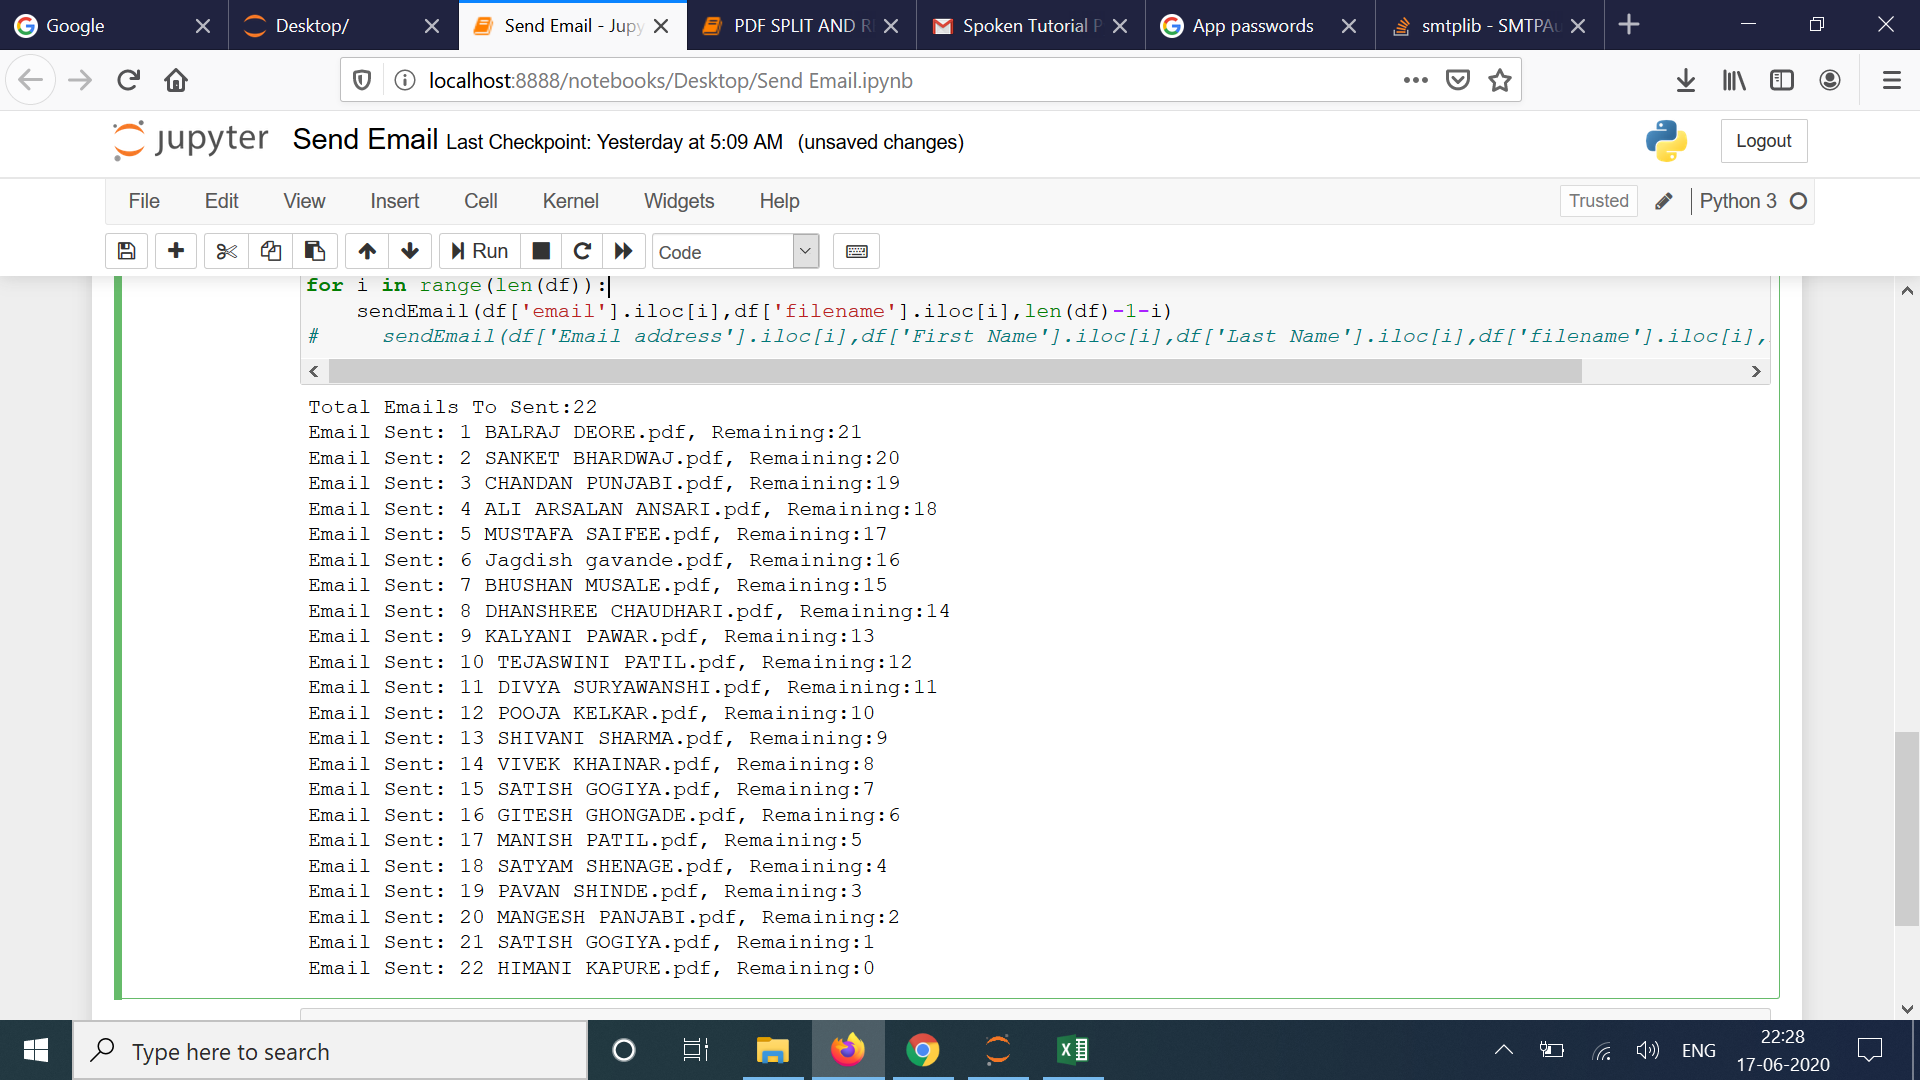 Google
Desktop/
Send Email - Jupy
PDF SPLIT AND R
Spoken Tutorial P
App passwords
smtplib - SMTPAu
localhost:8888/notebooks/Desktop/Send Email.ipynb
jupyter Send Email Last Checkpoint: Yesterday at 5:09 AM (unsaved changes)
Logout
File Edit View Insert Cell Kernel Widgets Help
Trusted Python 3
Run Code
for i in range(len(df)):
    sendEmail(df['email'].iloc[i],df['filename'].iloc[i],len(df)-1-i)
#     sendEmail(df['Email address'].iloc[i],df['First Name'].iloc[i],df['Last Name'].iloc[i],df['filename'].iloc[i],
Total Emails To Sent:22
Email Sent: 1 BALRAJ DEORE.pdf, Remaining:21
Email Sent: 2 SANKET BHARDWAJ.pdf, Remaining:20
Email Sent: 3 CHANDAN PUNJABI.pdf, Remaining:19
Email Sent: 4 ALI ARSALAN ANSARI.pdf, Remaining:18
Email Sent: 5 MUSTAFA SAIFEE.pdf, Remaining:17
Email Sent: 6 Jagdish gavande.pdf, Remaining:16
Email Sent: 7 BHUSHAN MUSALE.pdf, Remaining:15
Email Sent: 8 DHANSHREE CHAUDHARI.pdf, Remaining:14
Email Sent: 9 KALYANI PAWAR.pdf, Remaining:13
Email Sent: 10 TEJASWINI PATIL.pdf, Remaining:12
Email Sent: 11 DIVYA SURYAWANSHI.pdf, Remaining:11
Email Sent: 12 POOJA KELKAR.pdf, Remaining:10
Email Sent: 13 SHIVANI SHARMA.pdf, Remaining:9
Email Sent: 14 VIVEK KHAINAR.pdf, Remaining:8
Email Sent: 15 SATISH GOGIYA.pdf, Remaining:7
Email Sent: 16 GITESH GHONGADE.pdf, Remaining:6
Email Sent: 17 MANISH PATIL.pdf, Remaining:5
Email Sent: 18 SATYAM SHENAGE.pdf, Remaining:4
Email Sent: 19 PAVAN SHINDE.pdf, Remaining:3
Email Sent: 20 MANGESH PANJABI.pdf, Remaining:2
Email Sent: 21 SATISH GOGIYA.pdf, Remaining:1
Email Sent: 22 HIMANI KAPURE.pdf, Remaining:0
Type here to search
ENG
22:28
17-06-2020